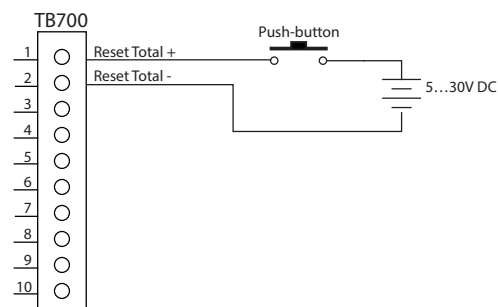 TB700
Push-button
1 Reset Total +
2 Reset Total -
5...30V DC
3
4
5
6
7
8
9
10